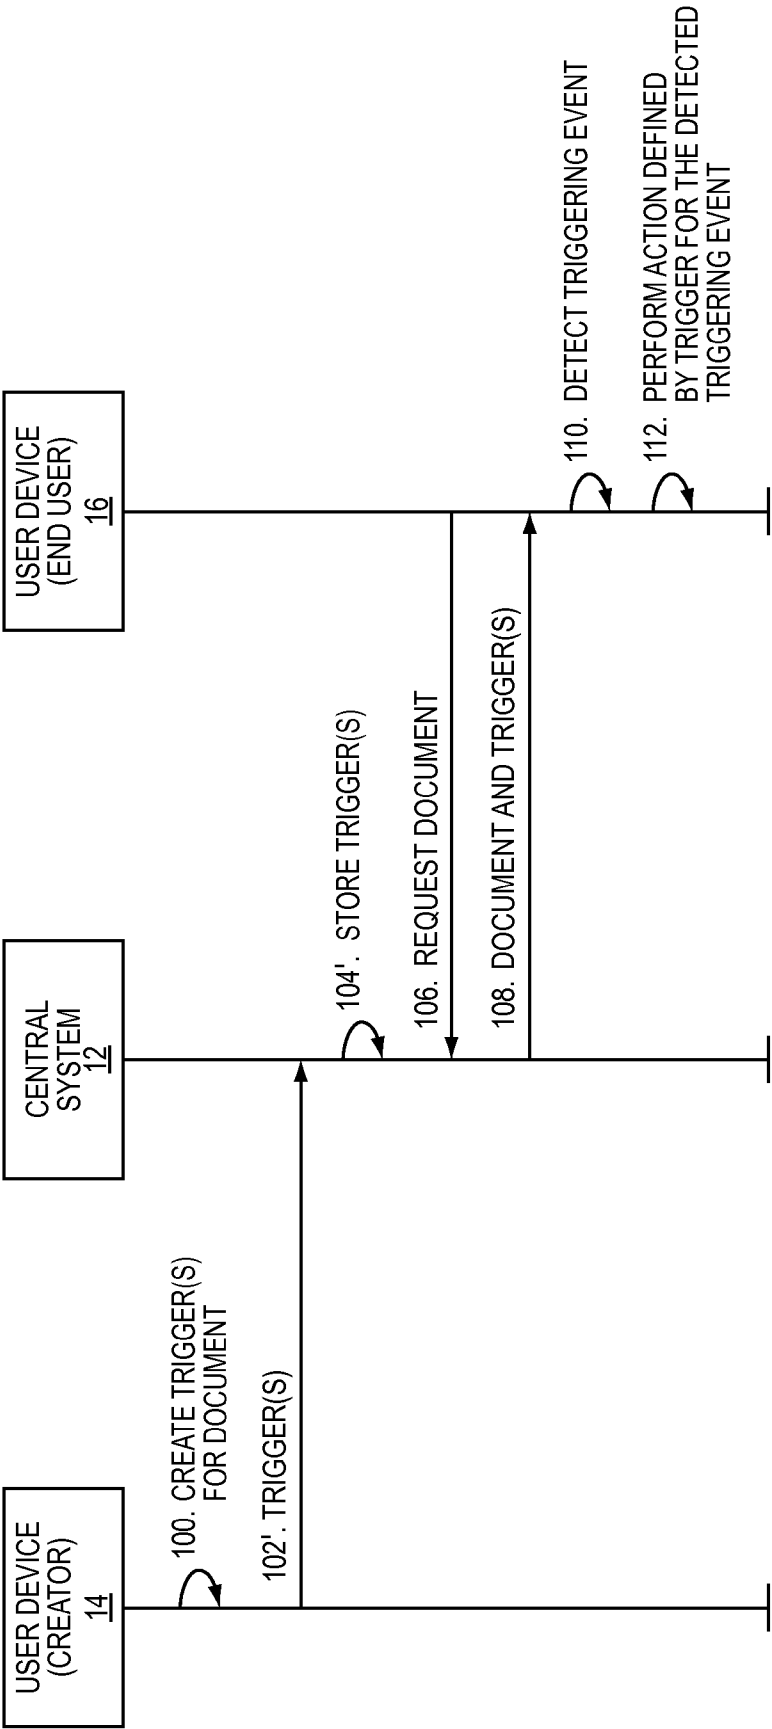 USER DEVICE
(CREATOR)
14
CENTRAL
SYSTEM
12
USER DEVICE
(END USER)
16
100. CREATE TRIGGER(S)
FOR DOCUMENT
102'. TRIGGER(S)
104'. STORE TRIGGER(S)
106. REQUEST DOCUMENT
108. DOCUMENT AND TRIGGER(S)
110. DETECT TRIGGERING EVENT
112. PERFORM ACTION DEFINED
BY TRIGGER FOR THE DETECTED
TRIGGERING EVENT